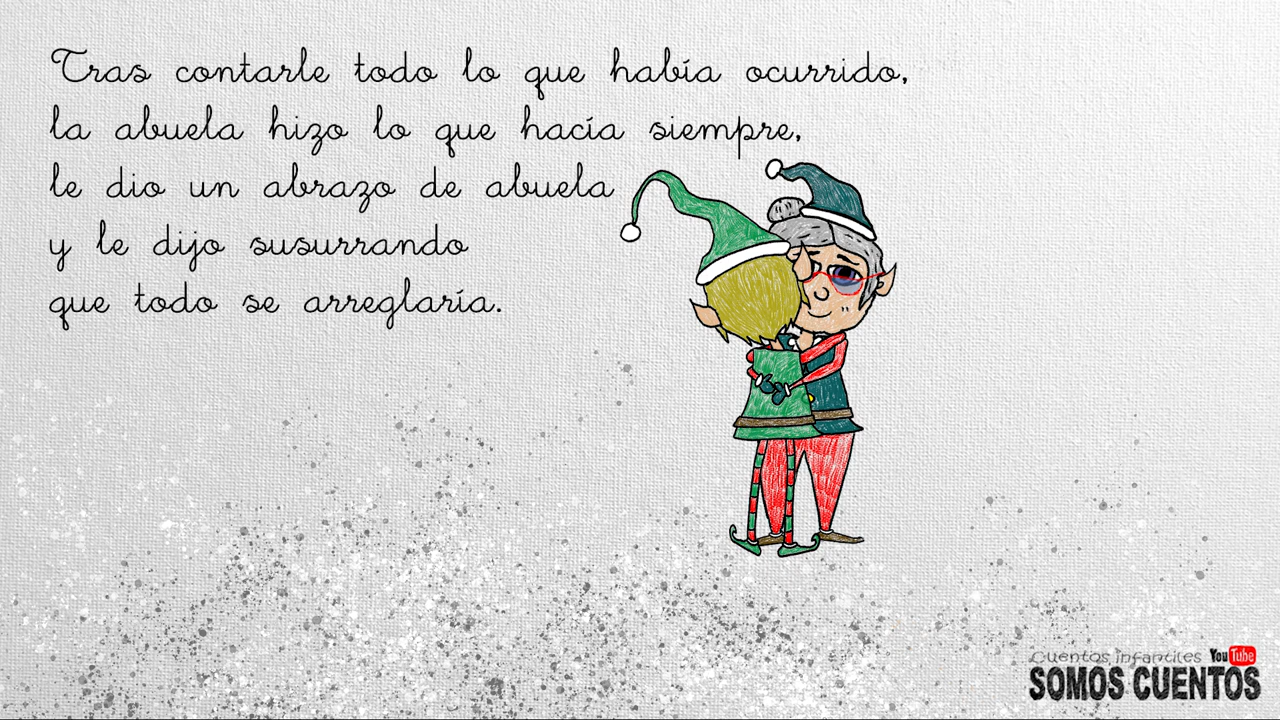 Tras contarle todo lo que había ocurrido,
la abuela hizo lo que hacía siempre,
le dio un abrazo de abuela
y le dijo susurrando
que todo se arreglaría.
Cuentos infantiles YouTube
SOMOS CUENTOS